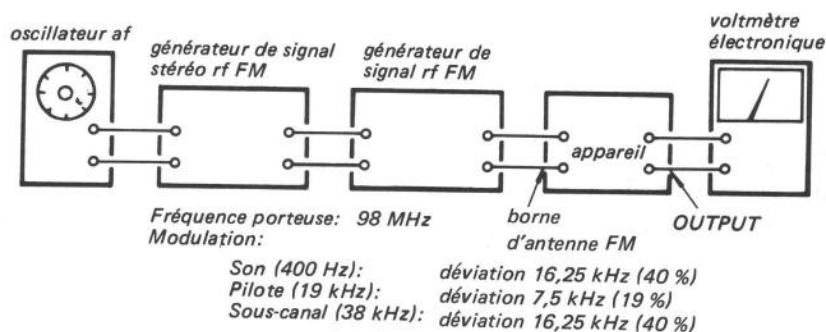 oscillateur af
générateur de signal
stéréo rf FM
générateur de
signal rf FM
voltmètre
électronique
appareil
Fréquence porteuse: 98 MHz
Modulation:
borne
d'antenne FM
OUTPUT
Son (400 Hz): déviation 16,25 kHz (40 %)
Pilote (19 kHz): déviation 7,5 kHz (19 %)
Sous-canal (38 kHz): déviation 16,25 kHz (40 %)